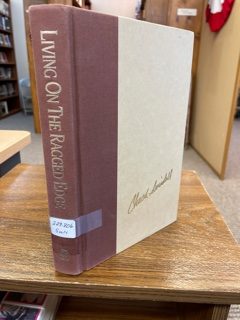 LIVING ON THE RAGGED EDGE
Chuck Swindoll